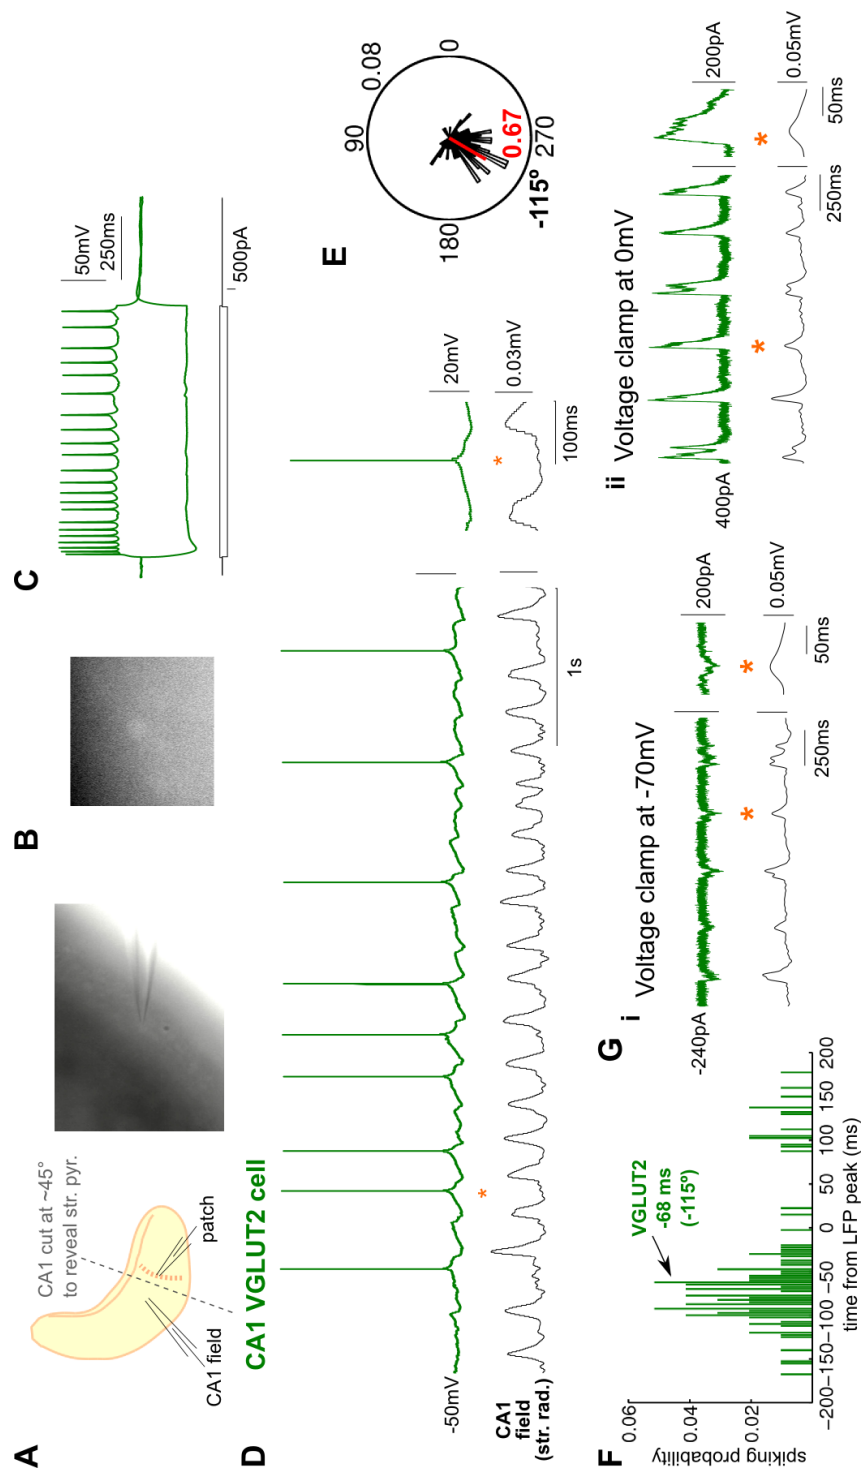 A
CA1 cut at ~45°
to reveal str. pyr.
CA1 field
patch
B
C
50mV
250ms
500pA
D
CA1 VGLUT2 cell
-50mV
CA1
field
(str. rad.)
1s
*
20mV
0.03mV
*
100ms
E
90
0.08
180
0
-115º
0.67
270
F
spiking probability
0.06
0.04
0.02
VGLUT2
-68 ms
(-115º)
-200
-150
-100
-50
0
50
100
150
200
time from LFP peak (ms)
G
i
Voltage clamp at -70mV
-240pA
200pA
*
*
0.05mV
250ms
50ms
ii
Voltage clamp at 0mV
400pA
200pA
*
*
0.05mV
250ms
50ms